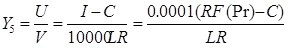 Y₅ = U/V = (I − C)/(10000LR) = 0.0001(RF(Pr) − C)/LR